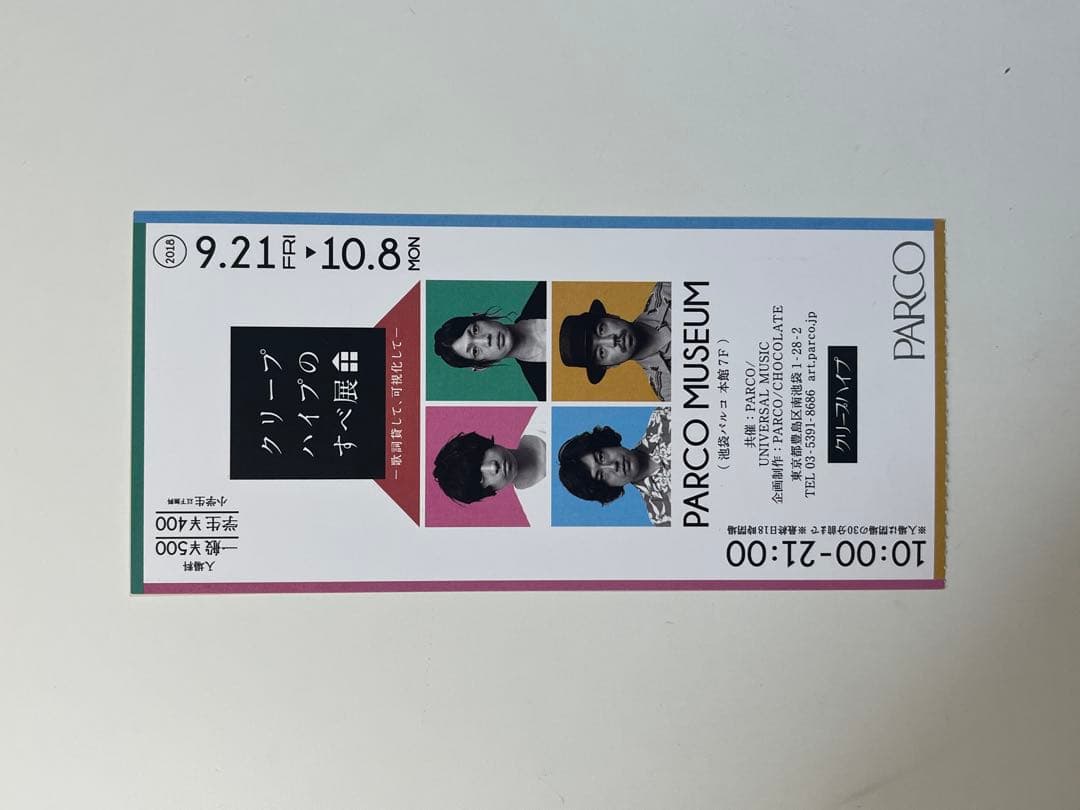 2018 9.21 FRI ▶ 10.8 MON
クリープ
ハイプの
すべ展
―歌詞貸して、可視化して―
PARCO MUSEUM
(池袋パルコ 本館7F)
共催：PARCO/
UNIVERSAL MUSIC
企画制作：PARCO/CHOCOLATE
東京都豊島区南池袋1-28-2
TEL 03-5391-8686 art.parco.jp
クリープハイプ
PARCO
10:00-21:00
※入場は閉場の30分前まで ※最終日18時閉場
入場料
一般¥500
学生¥400
小学生以下無料